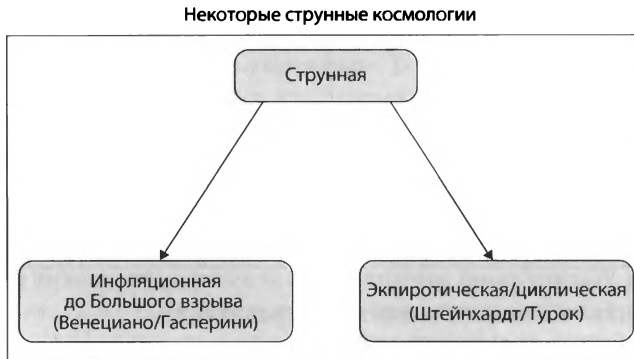 Некоторые струнные космологии
Струнная
Инфляционная
до Большого взрыва
(Венециано/Гасперини)
Экпиротическая/циклическая
(Штейнхардт/Турок)